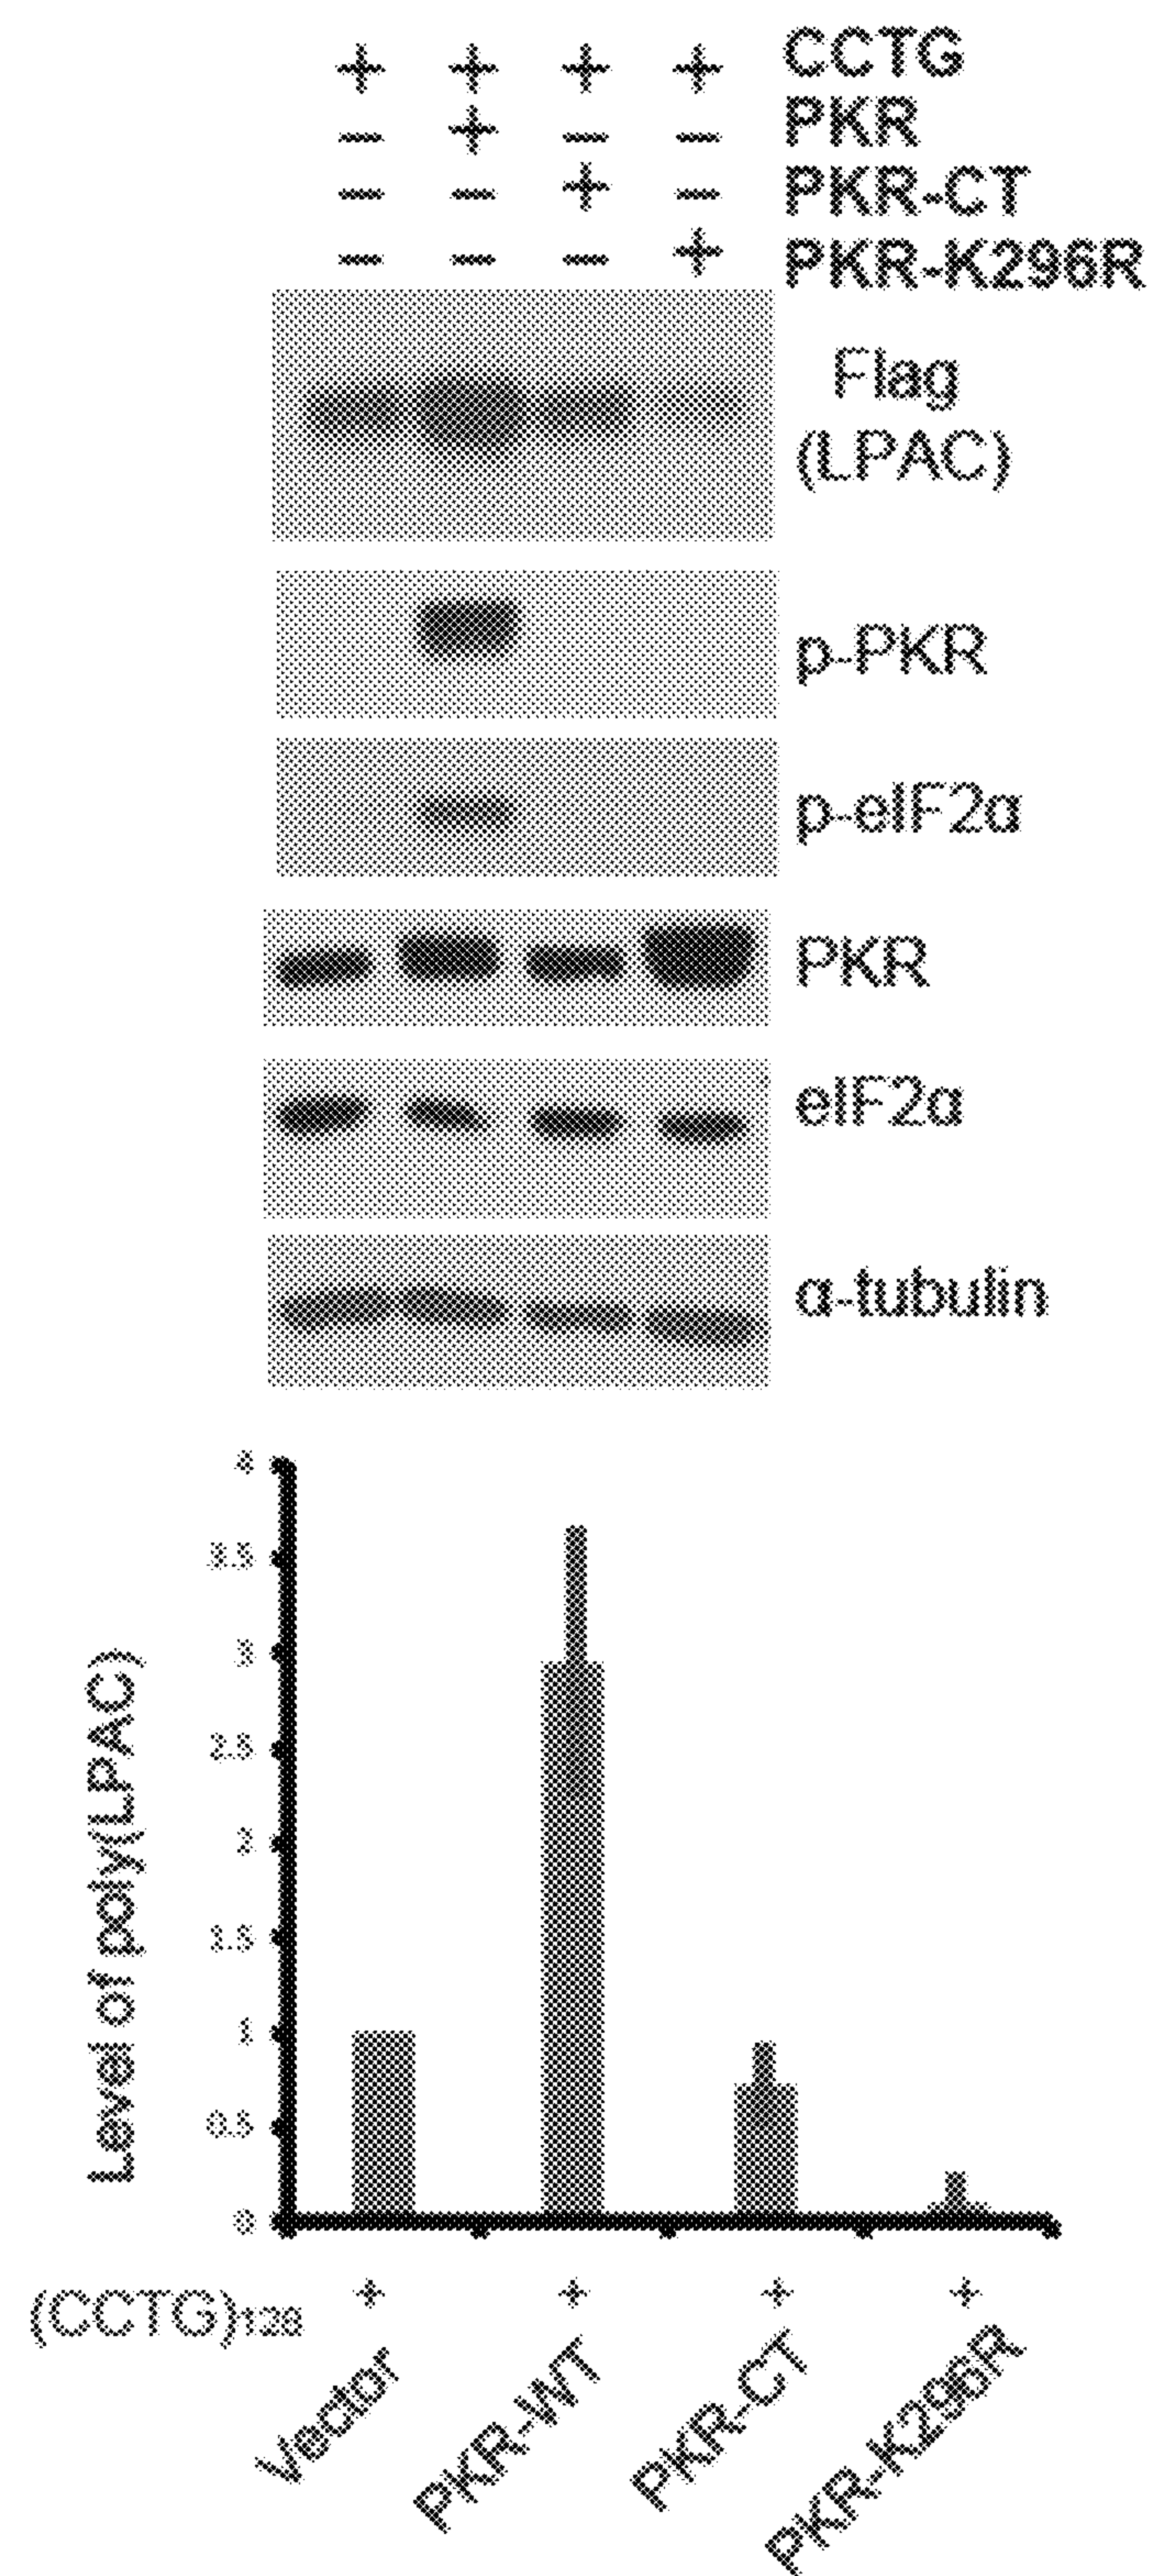 + + + + CCTG
– + – – PKR
– – + – PKR-CT
– – – + PKR-K296R
Flag
(LPAC)
p-PKR
p-eIF2α
PKR
eIF2α
α-tubulin
Level of poly(LPAC)
4
3.5
3
2.5
2
1.5
1
0.5
0
(CCTG)₁₂₉ + + + +
Vector
PKR-WT
PKR-CT
PKR-K296R